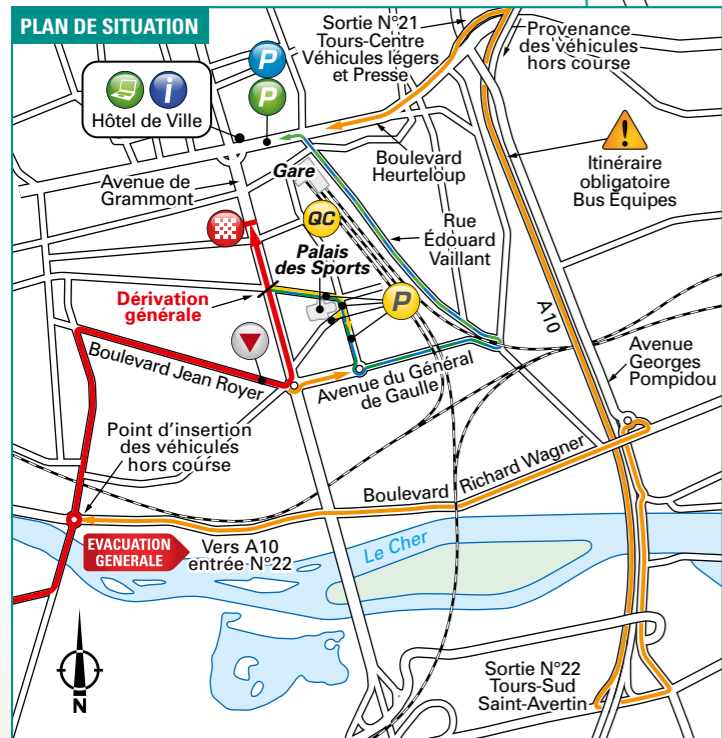 PLAN DE SITUATION
Sortie N°21
Tours-Centre
Véhicules légers
et Presse
Provenance
des véhicules
hors course
P
i
P
Hôtel de Ville
Boulevard
Heurteloup
Itinéraire
obligatoire
Bus Équipes
Avenue de
Grammont
Gare
QC
Rue
Édouard
Vaillant
Palais
des Sports
Dérivation
générale
P
A10
Boulevard Jean Royer
Avenue du Général
de Gaulle
Avenue
Georges
Pompidou
Point d'insertion
des véhicules
hors course
Boulevard Richard Wagner
EVACUATION
GENERALE
Vers A10
entrée N°22
Le Cher
N
Sortie N°22
Tours-Sud
Saint-Avertin